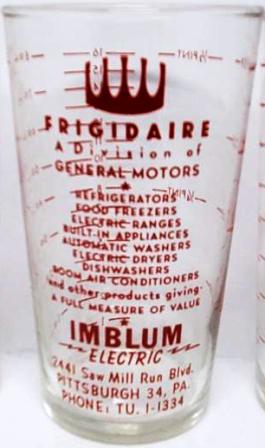 FRIGIDAIRE
A Division of
GENERAL MOTORS
REFRIGERATORS
FOOD FREEZERS
ELECTRIC RANGES
BUILT-IN APPLIANCES
AUTOMATIC WASHERS
ELECTRIC DRYERS
DISHWASHERS
ROOM AIR CONDITIONERS
and other products giving
A FULL MEASURE OF VALUE
IMBLUM
ELECTRIC
2441 Saw Mill Run Blvd.
PITTSBURGH 34, PA.
PHONE, TU. 1-1334